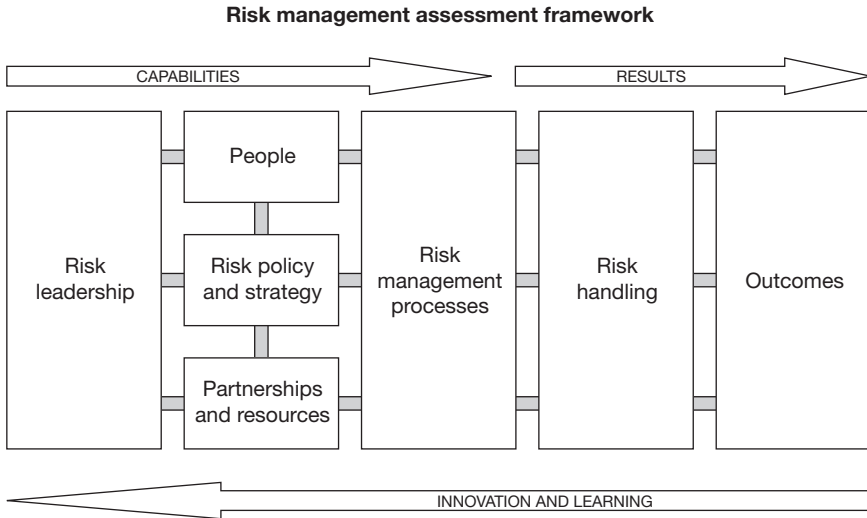 Risk management assessment framework
CAPABILITIES
RESULTS
Risk
leadership
People
Risk policy
and strategy
Partnerships
and resources
Risk
management
processes
Risk
handling
Outcomes
INNOVATION AND LEARNING